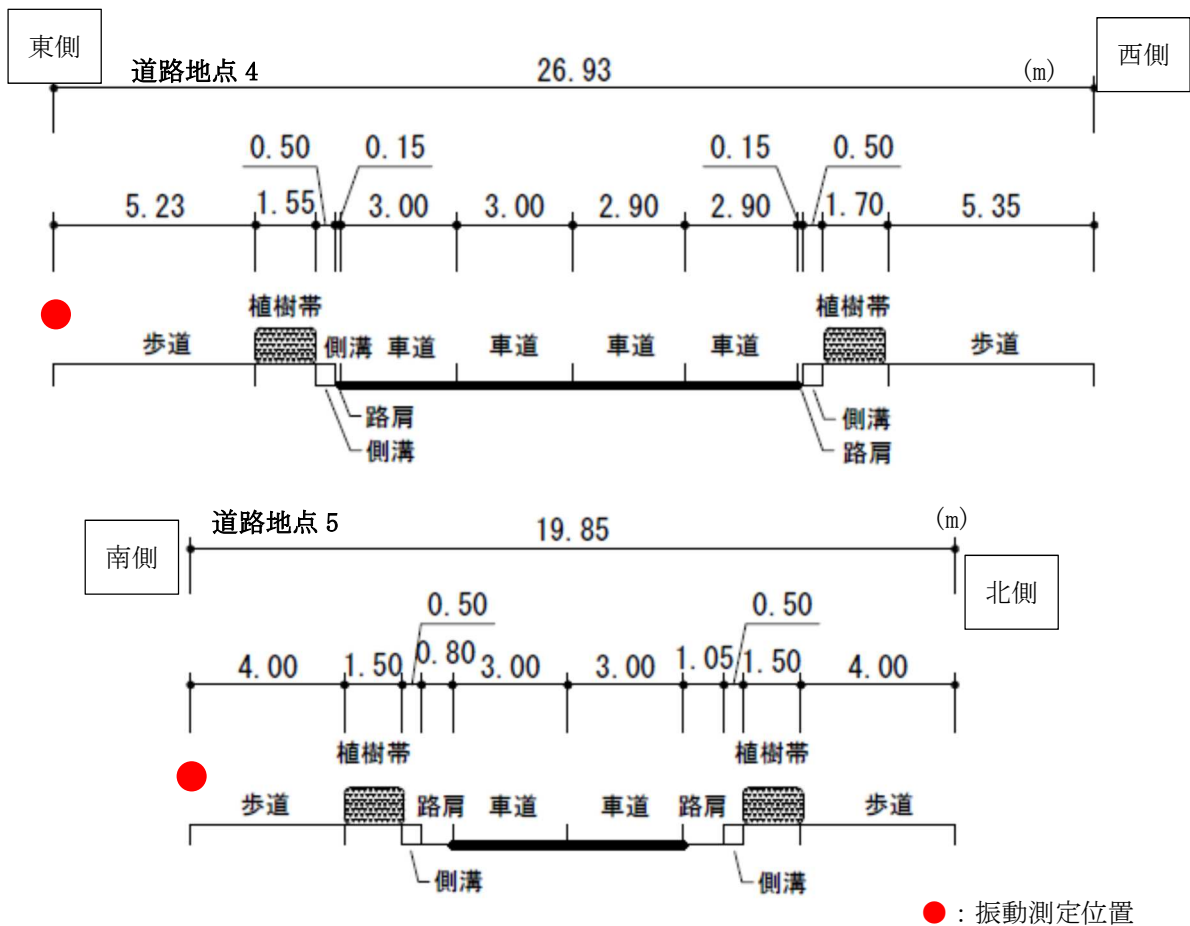 東側
道路地点 4
26.93
(m)
西側
0.50 0.15 0.15 0.50
5.23 1.55 3.00 3.00 2.90 2.90 1.70 5.35
植樹帯 植樹帯
歩道 側溝 車道 車道 車道 車道 歩道
路肩 側溝
側溝 路肩
南側
道路地点 5
19.85
(m)
北側
0.50 0.50
4.00 1.50 0.80 3.00 3.00 1.05 1.50 4.00
植樹帯 植樹帯
歩道 路肩 車道 車道 路肩 歩道
側溝 側溝
：振動測定位置